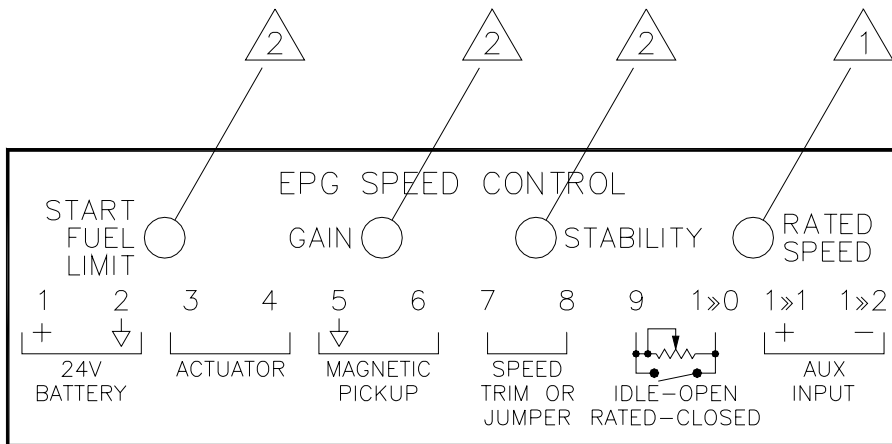 2 2 2 1
EPG SPEED CONTROL
START
FUEL
LIMIT
GAIN
STABILITY
RATED
SPEED
1 2 3 4 5 6 7 8 9 1»0 1»1 1»2
+ + −
24V
BATTERY
ACTUATOR
MAGNETIC
PICKUP
SPEED
TRIM OR
JUMPER
IDLE−OPEN
RATED−CLOSED
AUX
INPUT